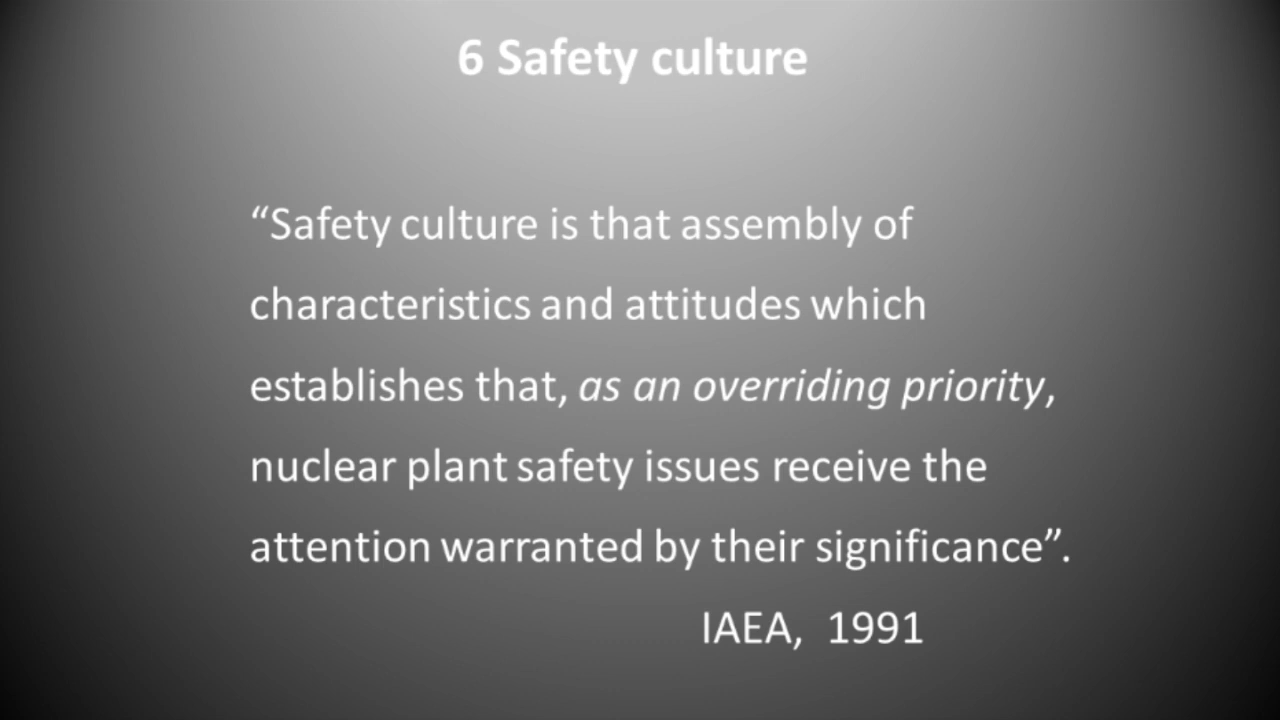 6 Safety culture
“Safety culture is that assembly of
characteristics and attitudes which
establishes that, as an overriding priority,
nuclear plant safety issues receive the
attention warranted by their significance”.
IAEA, 1991